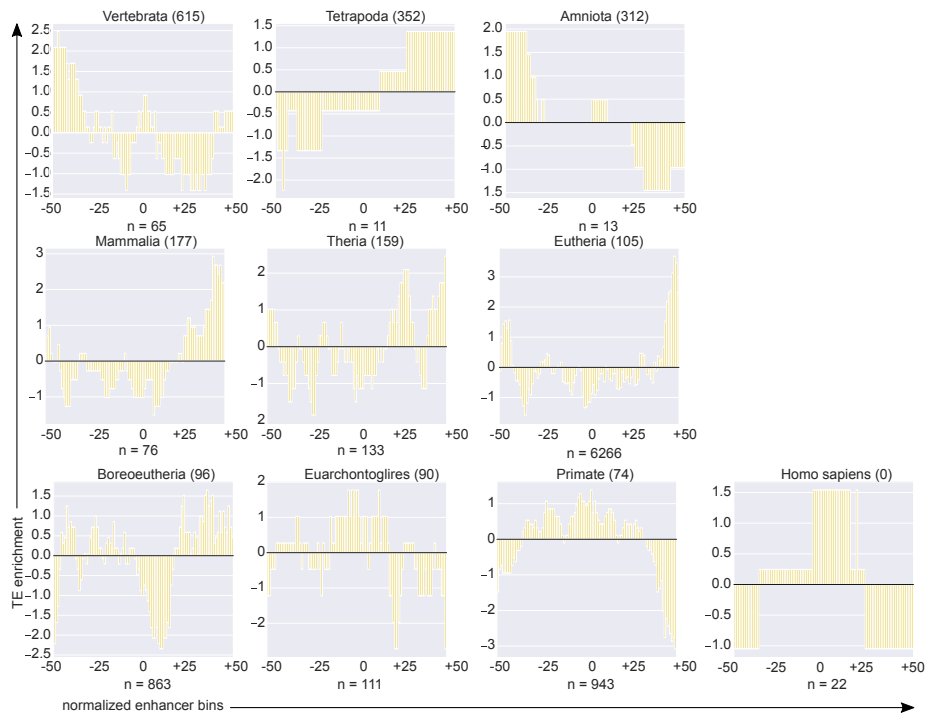 Vertebrata (615)
2.5
2.0
1.5
1.0
0.5
0.0
−0.5
−1.0
−1.5
-50 -25 0 +25 +50
n = 65
Tetrapoda (352)
1.5
1.0
0.5
0.0
−0.5
−1.0
−1.5
−2.0
-50 -25 0 +25 +50
n = 11
Amniota (312)
2.0
1.5
1.0
0.5
0.0
-0.5
−1.0
1.5
-50 -25 0 +25 +50
n = 13
Mammalia (177)
3
2
1
0
−1
-50 -25 0 +25 +50
n = 76
Theria (159)
2
1
0
−1
2
-50 -25 0 +25 +50
n = 133
Eutheria (105)
3
2
1
0
−1
-50 -25 0 +25 +50
n = 6266
Boreoeutheria (96)
1.5
1.0
0.5
0.0
−0.5
−1.0
−1.5
−2.0
−2.5
-50 -25 0 +25 +50
n = 863
Euarchontoglires (90)
2
1
0
−1
−2
-50 -25 0 +25 +50
n = 111
Primate (74)
1
0
−1
−2
−3
-50 -25 0 +25 +50
n = 943
Homo sapiens (0)
1.5
1.0
0.5
0.0
−0.5
−1.0
-50 -25 0 +25 +50
n = 22
TE enrichment
normalized enhancer bins